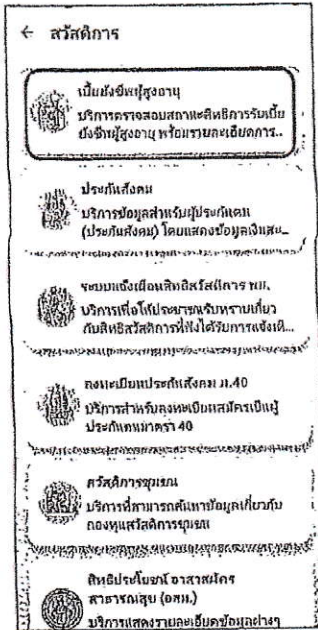 ← สวัสดิการ
เบี้ยยังชีพผู้สูงอายุ
บริการตรวจสอบสถานะสิทธิการรับเบี้ย
ยังชีพผู้สูงอายุ พร้อมรายละเอียดการ..
ประกันสังคม
บริการข้อมูลสำหรับผู้ประกันตน
(ประกันสังคม) โดยแสดงข้อมูลเงินสม...
ระบบแจ้งเตือนสิทธิสวัสดิการ พม.
บริการเพื่อให้ประชาชนรับทราบเกี่ยว
กับสิทธิสวัสดิการที่พึงได้รับการแจ้งเตื...
ลงทะเบียนประกันสังคม ม.40
บริการสำหรับลงทะเบียนสมัครเป็นผู้
ประกันตนมาตรา 40
สวัสดิการชุมชน
บริการที่สามารถค้นหาข้อมูลเกี่ยวกับ
กองทุนสวัสดิการชุมชน
สิทธิประโยชน์ อาสาสมัคร
สาธารณสุข (อสม.)
บริการแสดงรายละเอียดข้อมูลต่างๆ